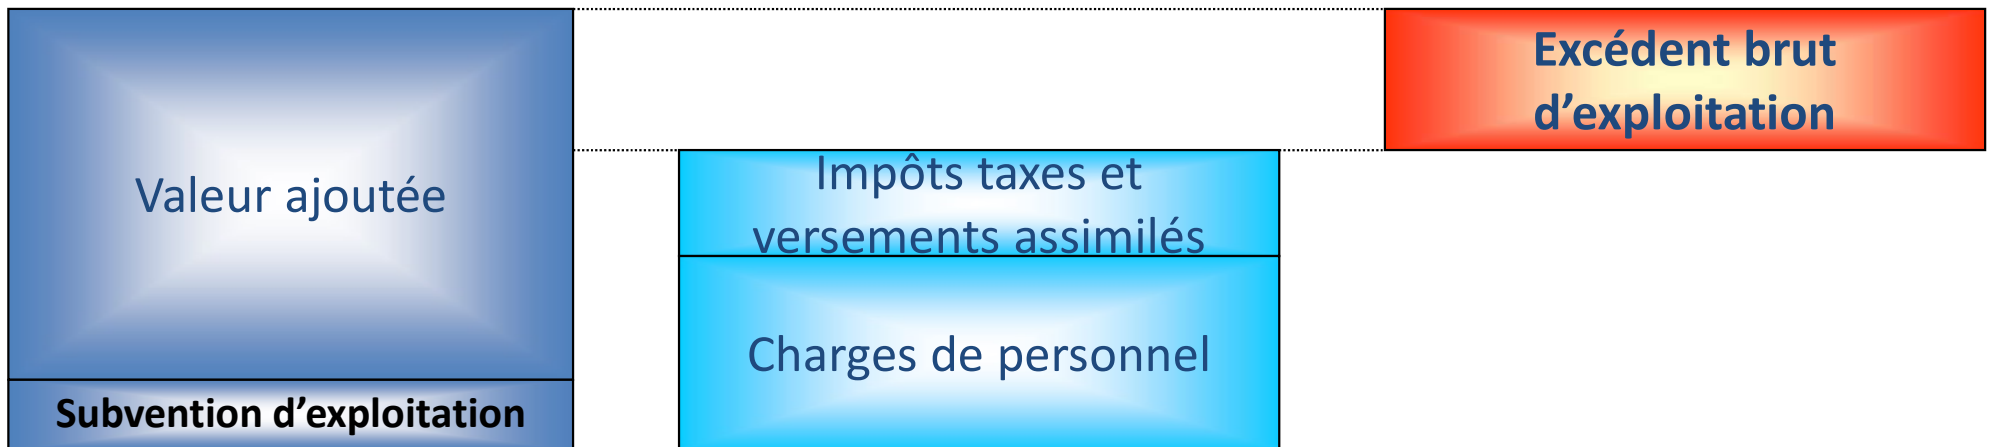 Valeur ajoutée
Subvention d’exploitation
Impôts taxes et
versements assimilés
Charges de personnel
Excédent brut
d’exploitation